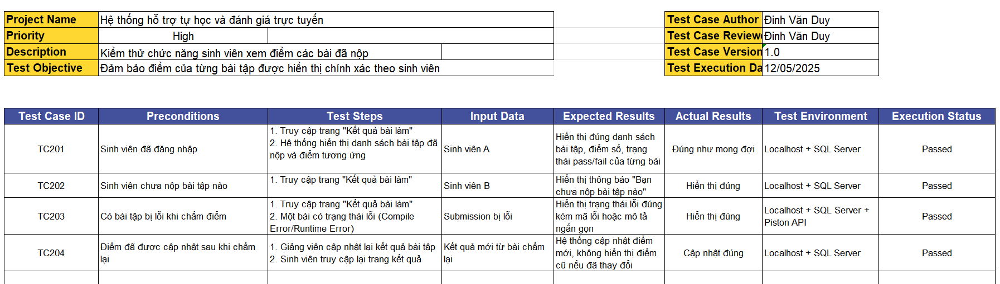 Project Name Hệ thống hỗ trợ tự học và đánh giá trực tuyến Test Case Author Đinh Văn Duy
Priority High Test Case Reviewe Đinh Văn Duy
Description Kiểm thử chức năng sinh viên xem điểm các bài đã nộp Test Case Version 1.0
Test Objective Đảm bảo điểm của từng bài tập được hiển thị chính xác theo sinh viên Test Execution Da 12/05/2025
Test Case ID Preconditions Test Steps Input Data Expected Results Actual Results Test Environment Execution Status
TC201
Sinh viên đã đăng nhập
1. Truy cập trang "Kết quả bài làm"
2. Hệ thống hiển thị danh sách bài tập đã
nộp và điểm tương ứng
Sinh viên A
Hiển thị đúng danh sách
bài tập, điểm số, trạng
thái pass/fail của từng bài
Đúng như mong đợi
Localhost + SQL Server
Passed
TC202
Sinh viên chưa nộp bài tập nào
1. Truy cập trang "Kết quả bài làm"
Sinh viên B
Hiển thị thông báo "Bạn
chưa nộp bài tập nào"
Hiển thị đúng
Localhost + SQL Server
Passed
TC203
Có bài tập bị lỗi khi chấm điểm
1. Truy cập trang "Kết quả bài làm"
2. Một bài có trạng thái lỗi (Compile
Error/Runtime Error)
Submission bị lỗi
Hiển thị trạng thái lỗi đúng
kèm mã lỗi hoặc mô tả
ngắn gọn
Hiển thị đúng
Localhost + SQL Server +
Piston API
Passed
TC204
Điểm đã được cập nhật sau khi chấm
lại
1. Giảng viên cập nhật lại kết quả bài tập
2. Sinh viên truy cập lại trang kết quả
Kết quả mới từ bài chấm
lại
Hệ thống cập nhật điểm
mới, không hiển thị điểm
cũ nếu đã thay đổi
Cập nhật đúng
Localhost + SQL Server
Passed